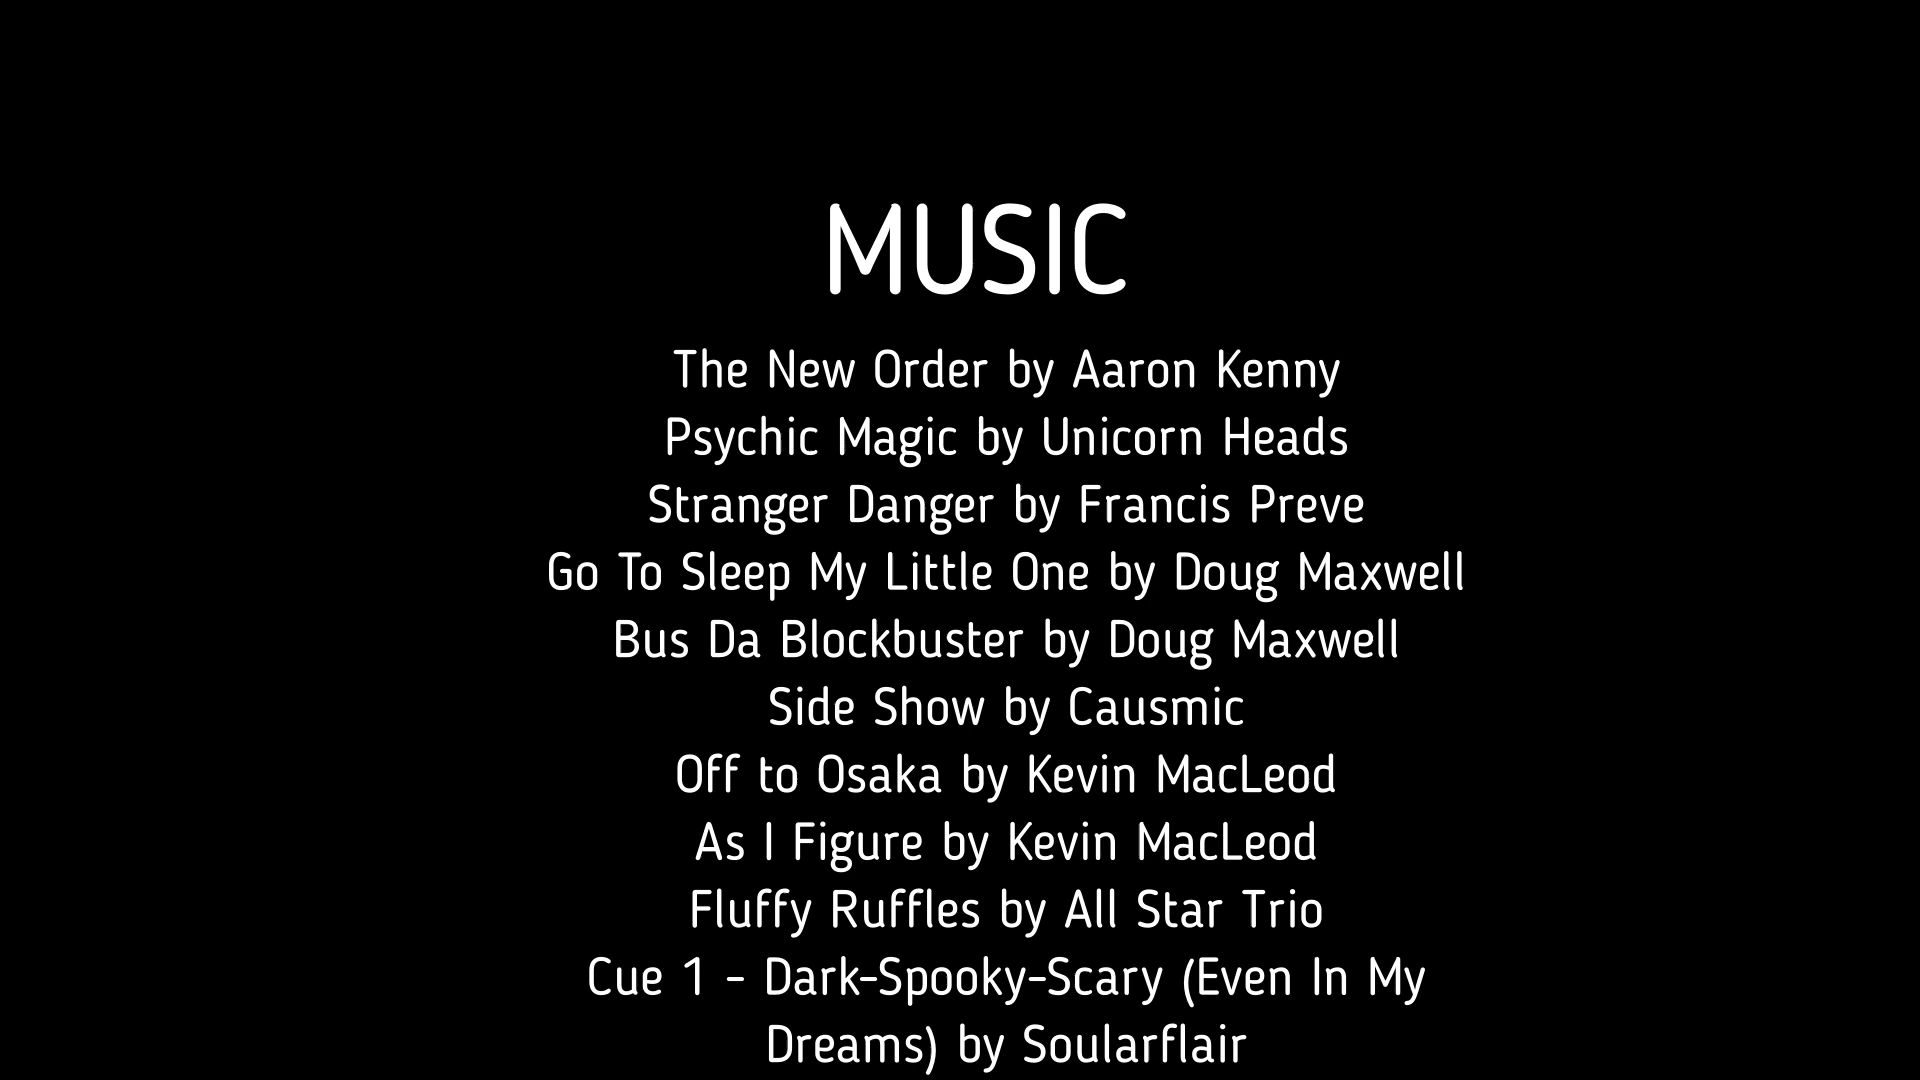 MUSIC
The New Order by Aaron Kenny
Psychic Magic by Unicorn Heads
Stranger Danger by Francis Preve
Go To Sleep My Little One by Doug Maxwell
Bus Da Blockbuster by Doug Maxwell
Side Show by Causmic
Off to Osaka by Kevin MacLeod
As I Figure by Kevin MacLeod
Fluffy Ruffles by All Star Trio
Cue 1 - Dark-Spooky-Scary (Even In My
Dreams) by Soularflair